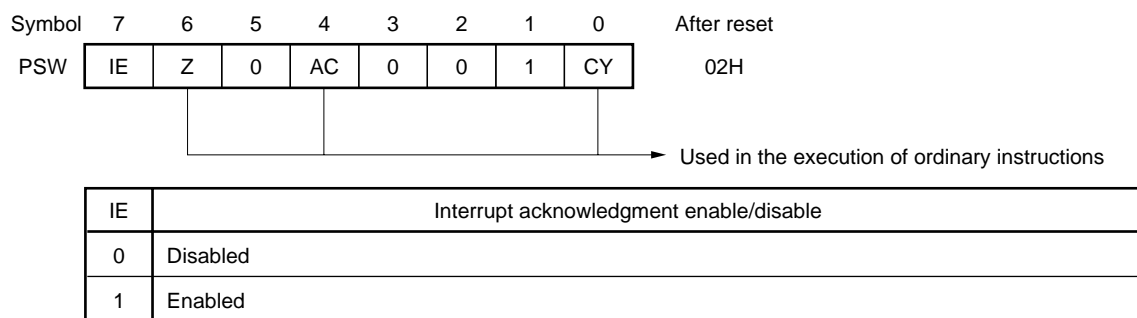 Symbol 7 6 5 4 3 2 1 0 After reset
PSW IE Z 0 AC 0 0 1 CY 02H
Used in the execution of ordinary instructions
IE Interrupt acknowledgment enable/disable
0 Disabled
1 Enabled